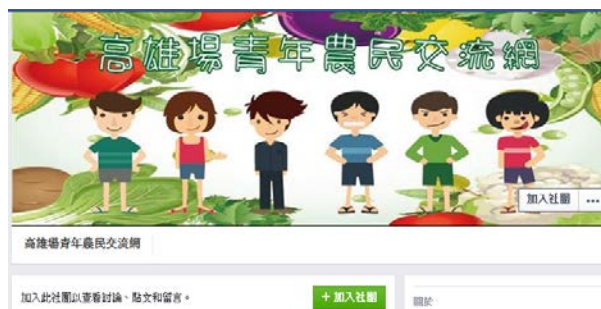 高雄場青年農民交流網
加入社團 ...
高雄場青年農民交流網
加入此社團以查看討論、貼文和留言。
+ 加入社團
關於